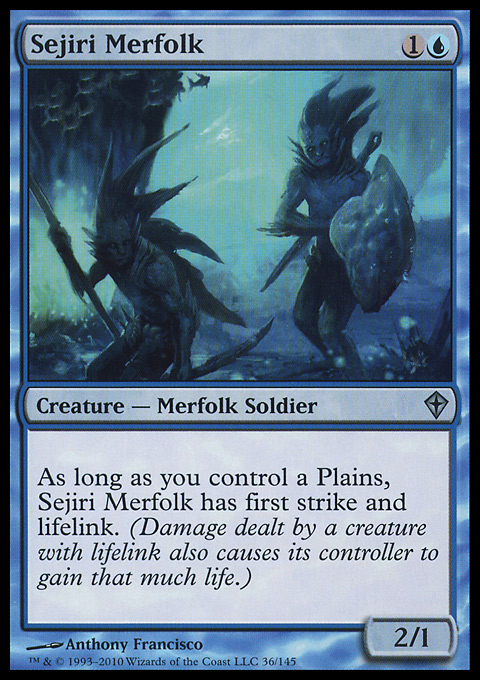 Sejiri Merfolk 1
Creature — Merfolk Soldier
As long as you control a Plains,
Sejiri Merfolk has first strike and
lifelink. (Damage dealt by a creature
with lifelink also causes its controller to
gain that much life.)
2/1
Anthony Francisco
™ & © 1993–2010 Wizards of the Coast LLC 36/145